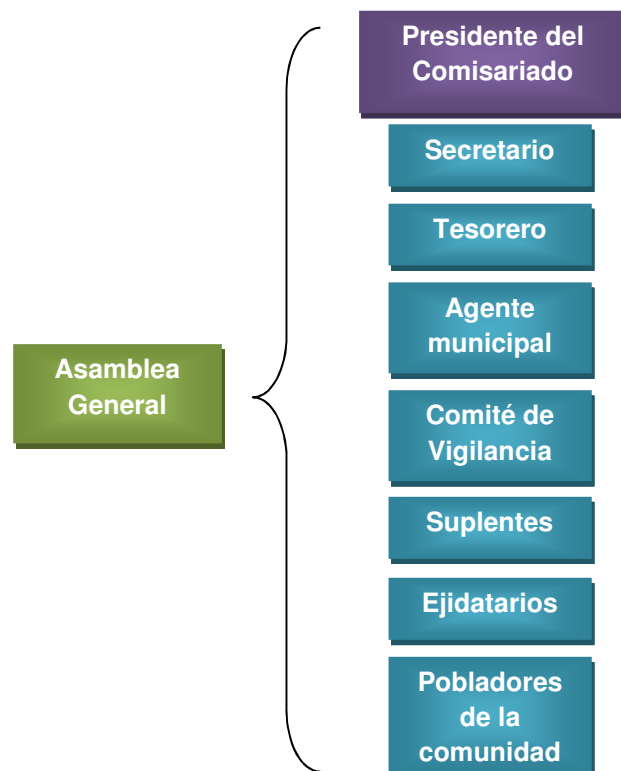 Presidente del
Comisariado
Secretario
Tesorero
Agente
municipal
Asamblea
General
Comité de
Vigilancia
Suplentes
Ejidatarios
Pobladores
de la
comunidad